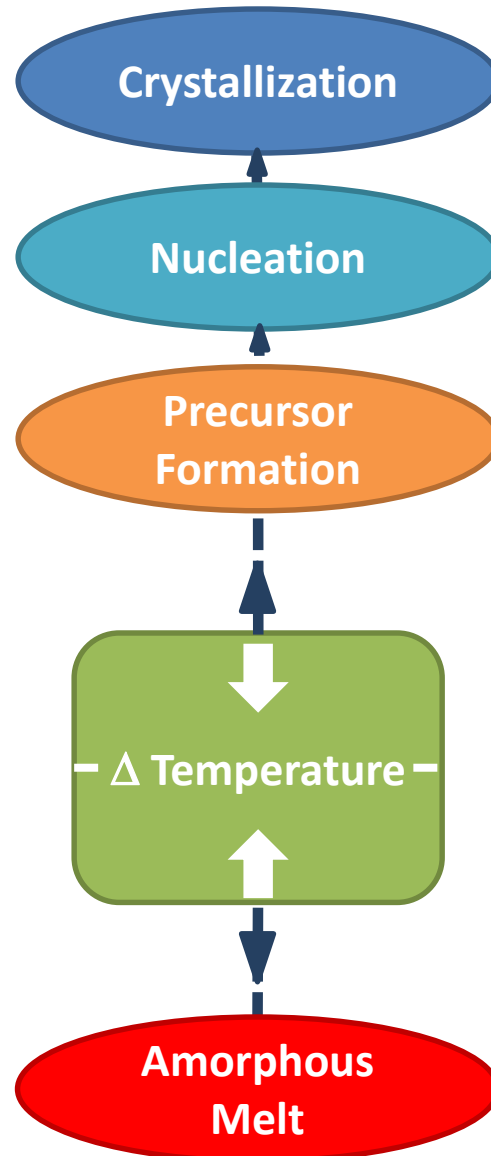 Crystallization
Nucleation
Precursor
Formation
Δ Temperature
Amorphous
Melt